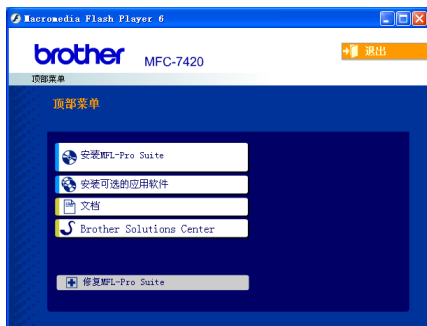 Macromedia Flash Player 6
brother
MFC-7420
退出
顶部菜单
顶部菜单
安装MFL-Pro Suite
安装可选的应用软件
文档
Brother Solutions Center
修复MFL-Pro Suite